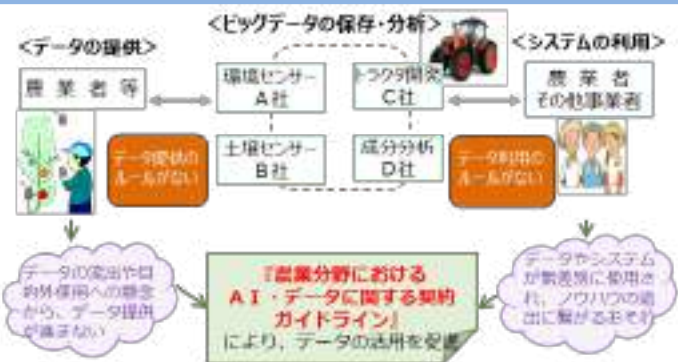 <データの提供>
<ビッグデータの保存・分析>
<システムの利用>
農業者等
環境センサー
A社
トラクタ開発
C社
農業者
その他事業者
土壌センサー
B社
成分分析
D社
データ提供の
ルールがない
データ利用の
ルールがない
データの流出や目
的外使用への懸念
から、データ提供
が進まない
『農業分野における
AI・データに関する契約
ガイドライン』
により、データの活用を促進
データやシステム
が無差別に使用さ
れ、ノウハウの流
出に繋がるおそれ